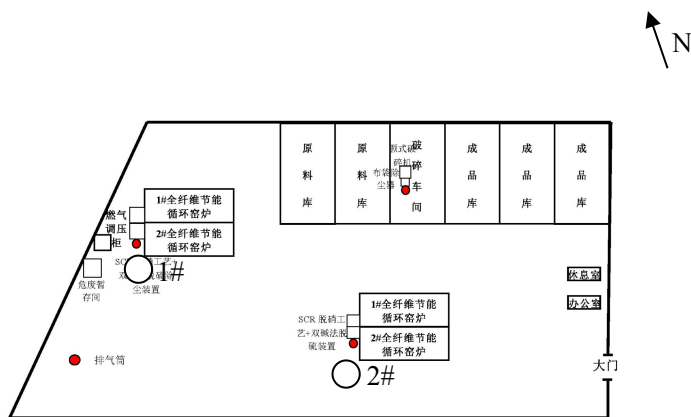 N
原料库
原料库
破碎车间
成品库
成品库
成品库
颚式破
碎机
布袋除
尘器
1#全纤维节能
循环窑炉
2#全纤维节能
循环窑炉
燃气
调压
柜
尘装置
1#
危废暂
存间
休息室
办公室
1#全纤维节能
循环窑炉
2#全纤维节能
循环窑炉
SCR 脱硝工
艺+双碱法脱
硫装置
2#
排气筒
大门